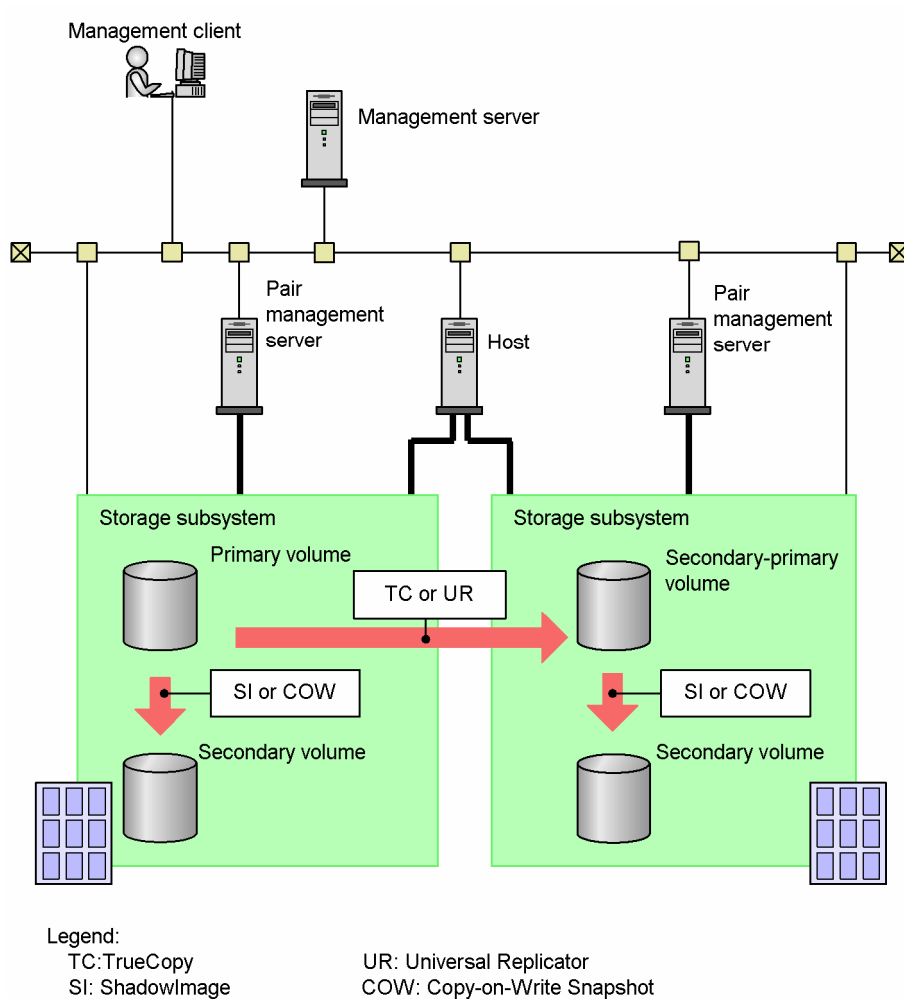 Management client
Management server
Pair
management
server
Host
Pair
management
server
Storage subsystem
Primary volume
TC or UR
SI or COW
Secondary volume
Storage subsystem
Secondary-primary
volume
SI or COW
Secondary volume
Legend:
TC:TrueCopy
UR: Universal Replicator
SI: ShadowImage
COW: Copy-on-Write Snapshot